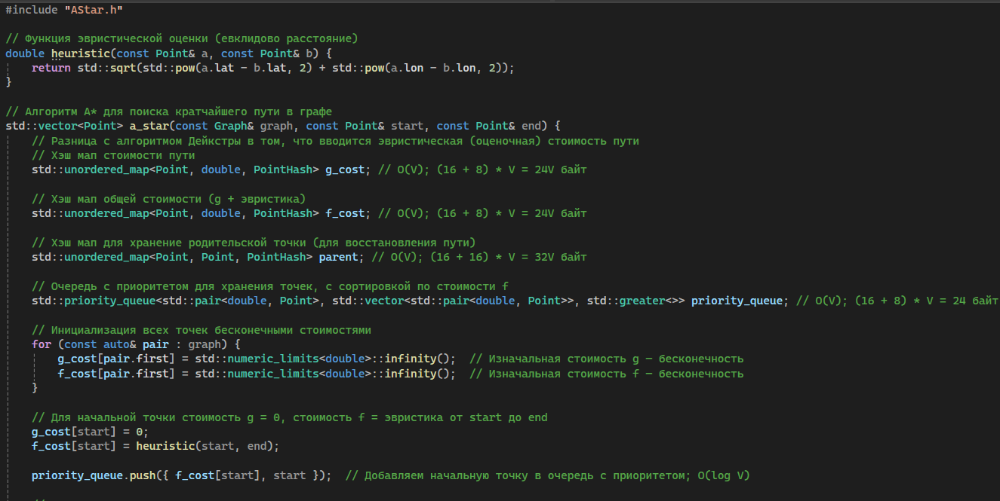 #include "AStar.h"
// Функция эвристической оценки (евклидово расстояние)
double heuristic(const Point& a, const Point& b) {
    return std::sqrt(std::pow(a.lat - b.lat, 2) + std::pow(a.lon - b.lon, 2));
}
// Алгоритм A* для поиска кратчайшего пути в графе
std::vector<Point> a_star(const Graph& graph, const Point& start, const Point& end) {
    // Разница с алгоритмом Дейкстры в том, что вводится эвристическая (оценочная) стоимость пути
    // Хэш мап стоимости пути
    std::unordered_map<Point, double, PointHash> g_cost; // O(V); (16 + 8) * V = 24V байт
    // Хэш мап общей стоимости (g + эвристика)
    std::unordered_map<Point, double, PointHash> f_cost; // O(V); (16 + 8) * V = 24V байт
    // Хэш мап для хранение родительской точки (для восстановления пути)
    std::unordered_map<Point, Point, PointHash> parent; // O(V); (16 + 16) * V = 32V байт
    // Очередь с приоритетом для хранения точек, с сортировкой по стоимости f
    std::priority_queue<std::pair<double, Point>, std::vector<std::pair<double, Point>>, std::greater<>> priority_queue; // O(V); (16 + 8) * V = 24 байт
    // Инициализация всех точек бесконечными стоимостями
    for (const auto& pair : graph) {
        g_cost[pair.first] = std::numeric_limits<double>::infinity();  // Изначальная стоимость g — бесконечность
        f_cost[pair.first] = std::numeric_limits<double>::infinity();  // Изначальная стоимость f — бесконечность
    }
    // Для начальной точки стоимость g = 0, стоимость f = эвристика от start до end
    g_cost[start] = 0;
    f_cost[start] = heuristic(start, end);
    priority_queue.push({ f_cost[start], start });  // Добавляем начальную точку в очередь с приоритетом; O(log V)